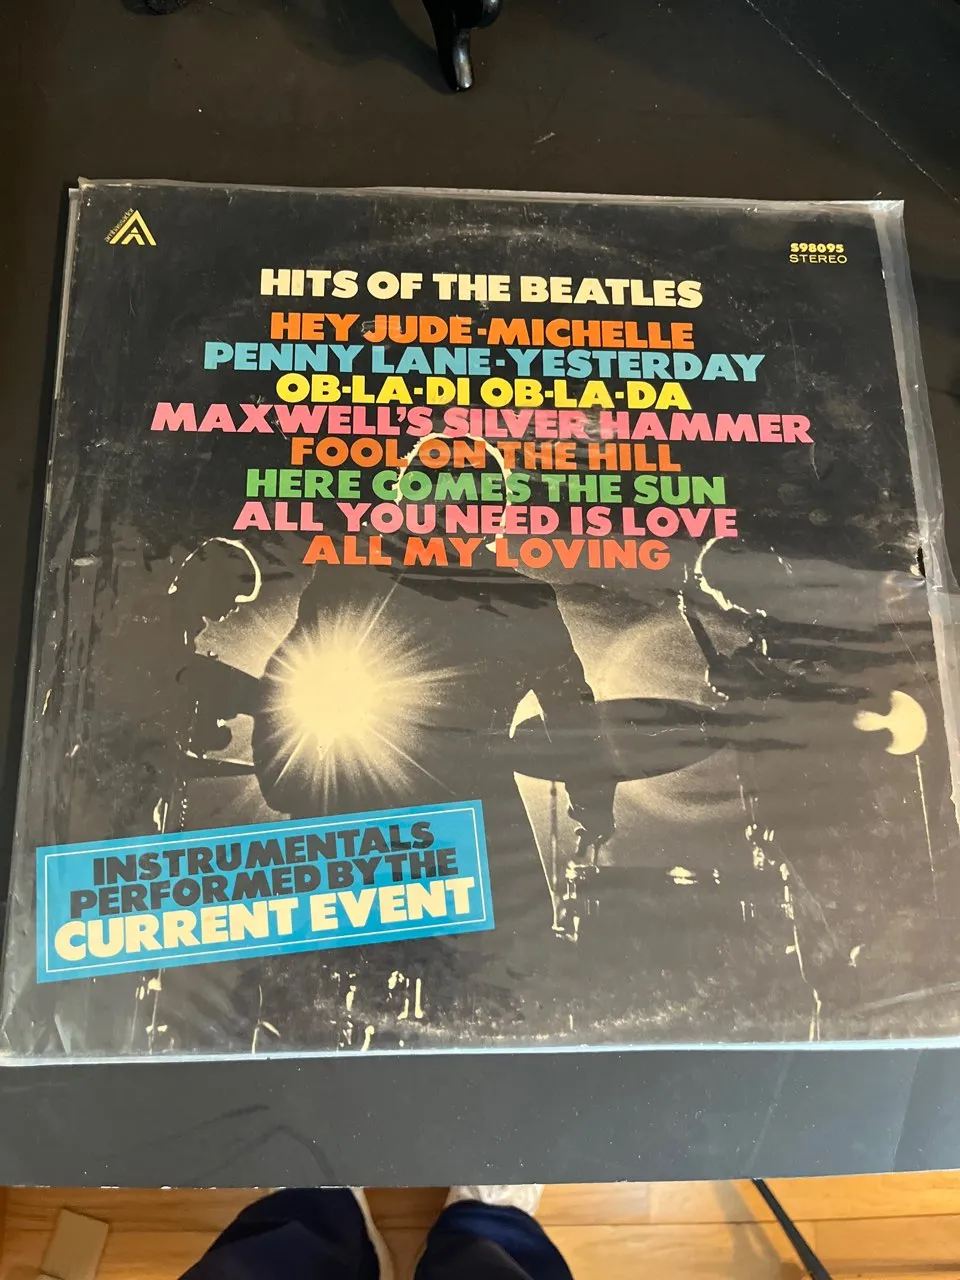 ambassador
A
S98095
STEREO
HITS OF THE BEATLES
HEY JUDE-MICHELLE
PENNY LANE-YESTERDAY
OB-LA-DI OB-LA-DA
MAXWELL'S SILVER HAMMER
FOOL ON THE HILL
HERE COMES THE SUN
ALL YOU NEED IS LOVE
ALL MY LOVING
INSTRUMENTALS
PERFORMED BY THE
CURRENT EVENT